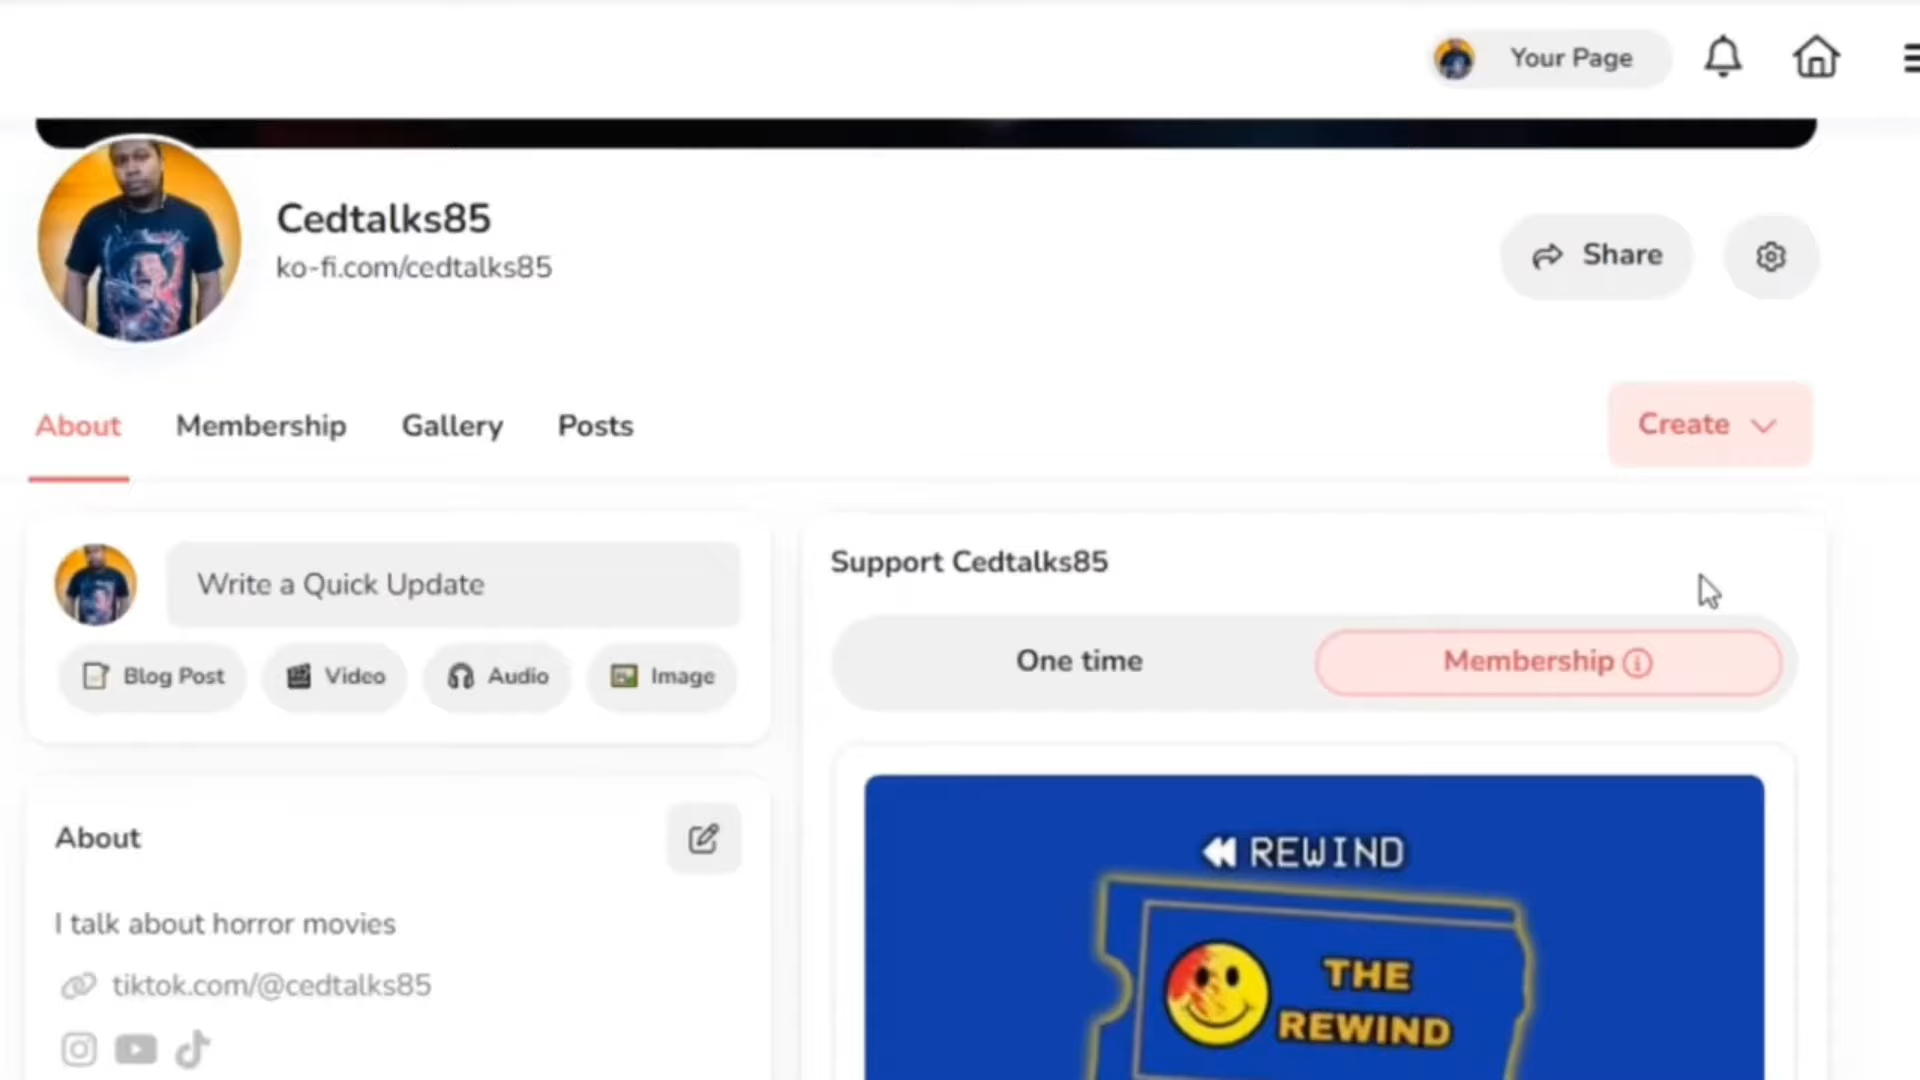 Your Page
Cedtalks85
ko-fi.com/cedtalks85
Share
About Membership Gallery Posts
Create
Write a Quick Update
Blog Post Video Audio Image
Support Cedtalks85
One time Membership
About
I talk about horror movies
tiktok.com/@cedtalks85
REWIND
THE
REWIND